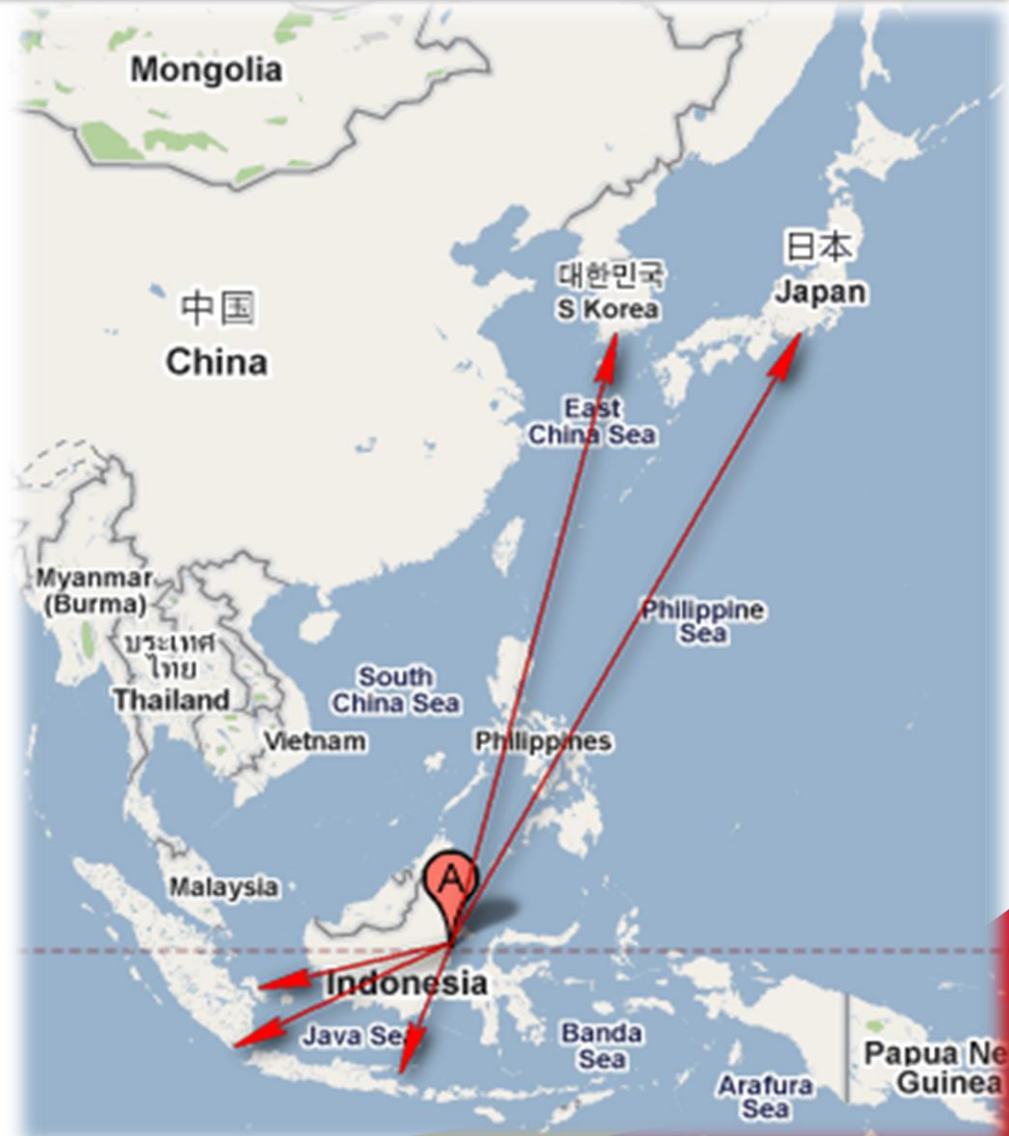 Mongolia
日本
Japan
대한민국
S Korea
中国
China
East
China Sea
Myanmar
(Burma)
ประเทศ
ไทย
Thailand
Philippine
Sea
South
China Sea
Vietnam
Philippines
A
Malaysia
Indonesia
Java Sea
Banda
Sea
Papua Ne
Guinea
Arafura
Sea